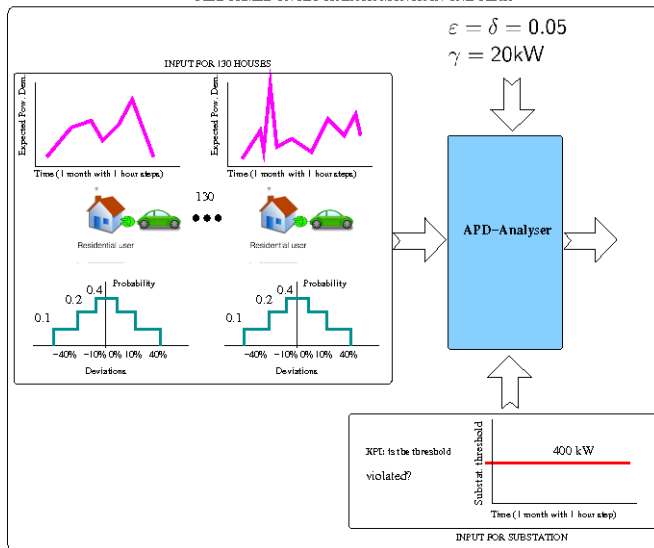 ε = δ = 0.05
γ = 20kW
INPUT FOR 130 HOUSES
Expected Pow. Dem.
Expected Pow. Dem.
Time (1 month with 1 hour steps)
Time (1 month with 1 hour steps)
130
Residential user
Residential user
APD-Analyser
Probability
Probability
0.4
0.2
0.1
0.4
0.2
0.1
-40% -10% 0% 10% 40%
-40% -10% 0% 10% 40%
Deviations
Deviations
KPI: is the threshold
violated?
Substat. threshold
400 kW
Time (1 month with 1 hour step)
INPUT FOR SUBSTATION